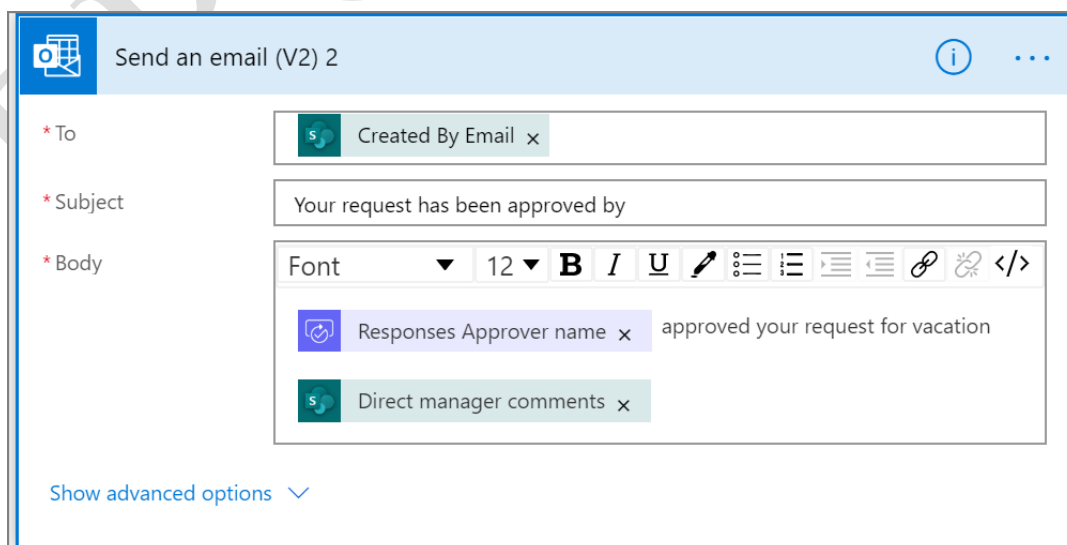 Send an email (V2) 2
* To
Created By Email ×
* Subject
Your request has been approved by
* Body
Font 12 B I U </>
Responses Approver name × approved your request for vacation
Direct manager comments ×
Show advanced options